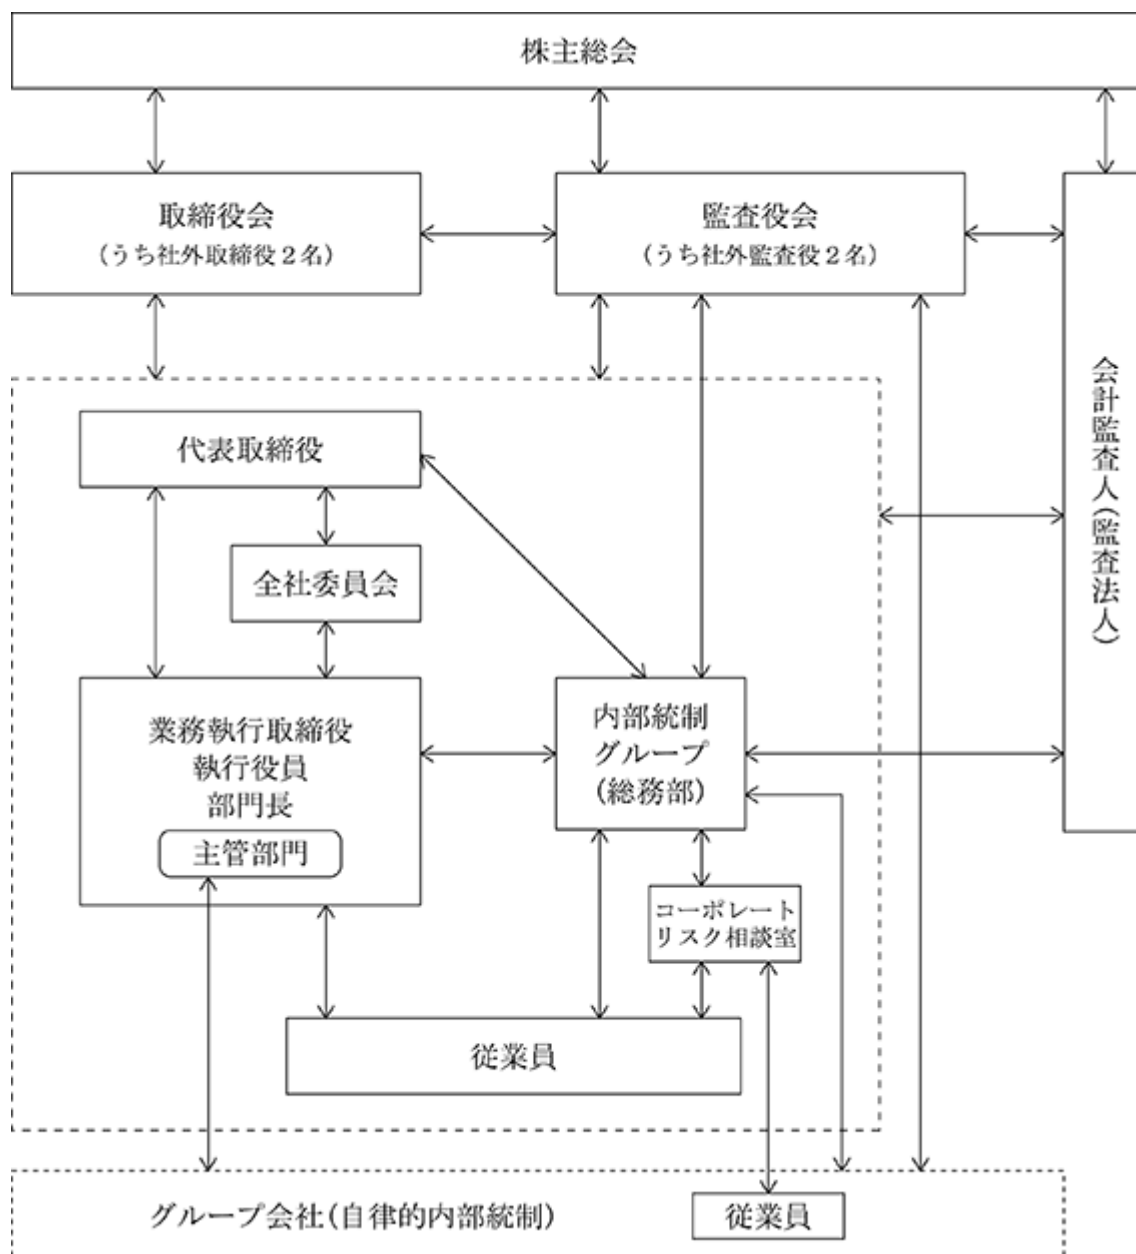 株主総会
取締役会
(うち社外取締役2名)
監査役会
(うち社外監査役2名)
会計監査人(監査法人)
代表取締役
全社委員会
業務執行取締役
執行役員
部門長
主管部門
内部統制
グループ
(総務部)
コーポレート
リスク相談室
従業員
グループ会社(自律的内部統制)
従業員